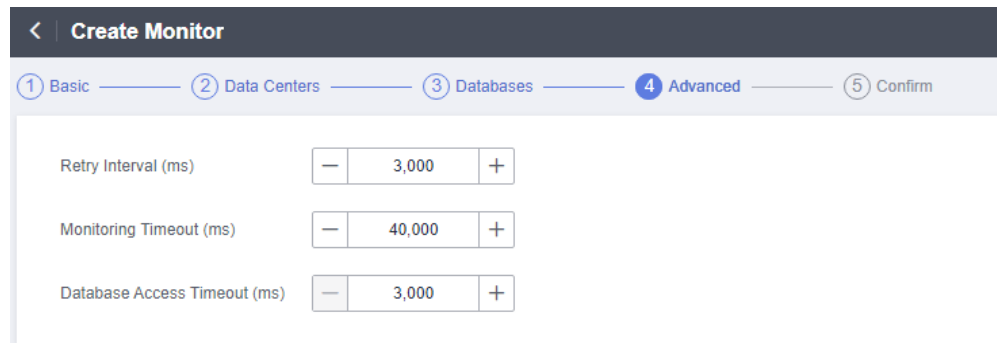 Create Monitor
1 Basic 2 Data Centers 3 Databases 4 Advanced 5 Confirm
Retry Interval (ms) 3,000
Monitoring Timeout (ms) 40,000
Database Access Timeout (ms) 3,000